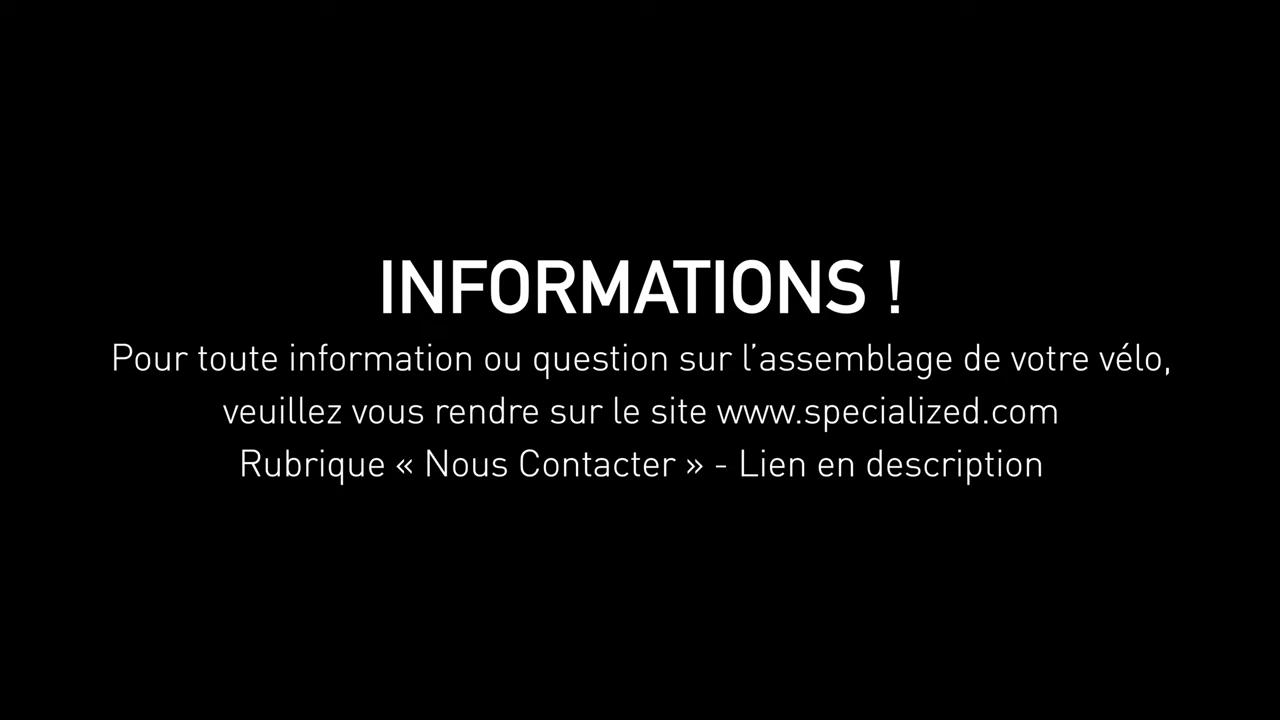 INFORMATIONS !
Pour toute information ou question sur l’assemblage de votre vélo,
veuillez vous rendre sur le site www.specialized.com
Rubrique « Nous Contacter » - Lien en description